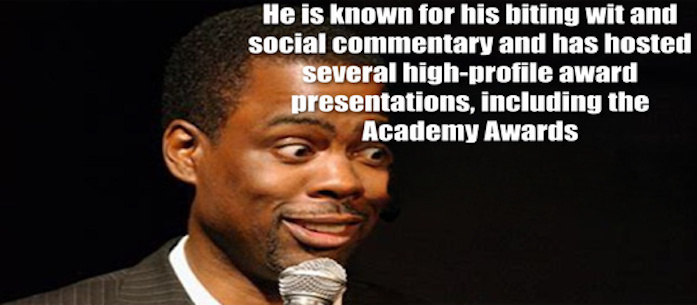 He is known for his biting wit and
social commentary and has hosted
several high-profile award
presentations, including the
Academy Awards